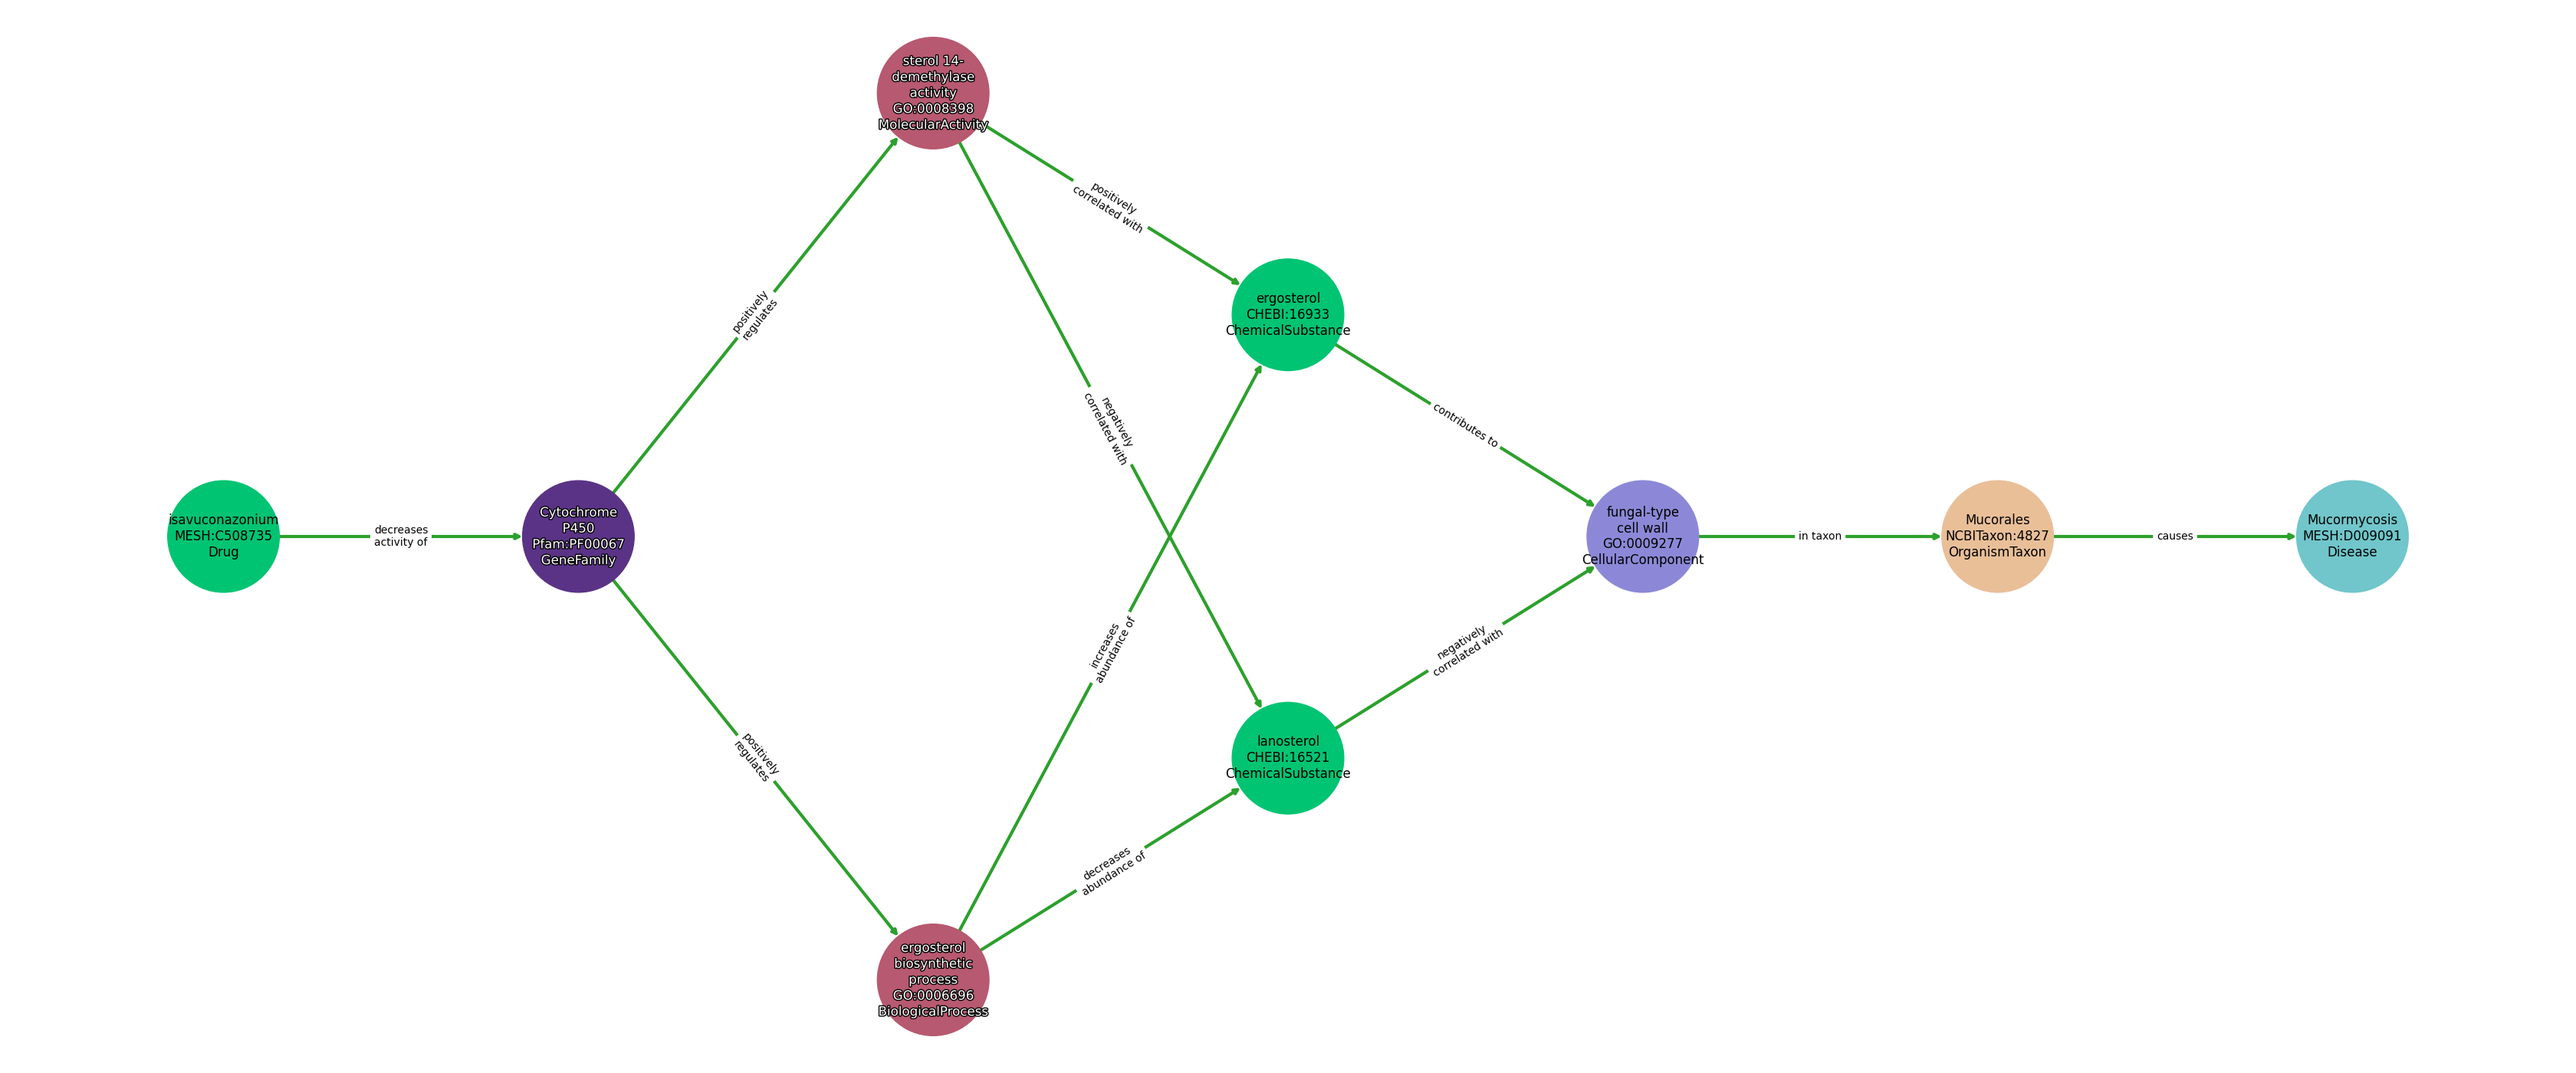 isavuconazonium
MESH:C508735
Drug
decreases
activity of
Cytochrome
P450
Pfam:PF00067
GeneFamily
positively
regulates
positively
regulates
sterol 14-
demethylase
activity
GO:0008398
MolecularActivity
ergosterol
biosynthetic
process
GO:0006696
BiologicalProcess
positively
correlated with
negatively
correlated with
increases
abundance of
decreases
abundance of
ergosterol
CHEBI:16933
ChemicalSubstance
lanosterol
CHEBI:16521
ChemicalSubstance
contributes to
negatively
correlated with
fungal-type
cell wall
GO:0009277
CellularComponent
in taxon
Mucorales
NCBITaxon:4827
OrganismTaxon
causes
Mucormycosis
MESH:D009091
Disease